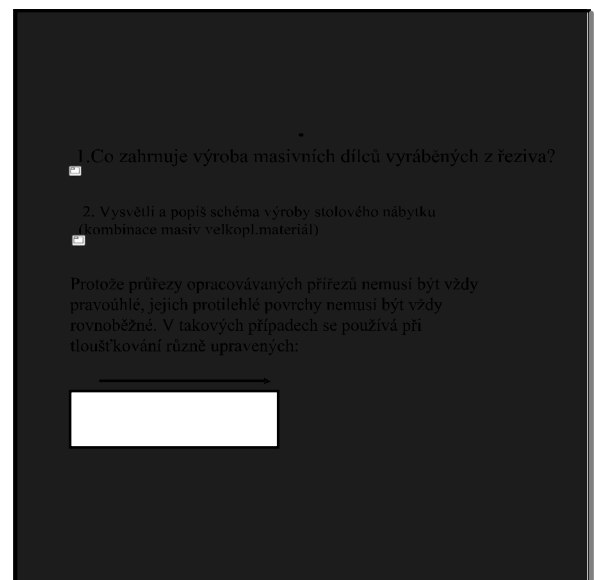 1.Co zahrnuje výroba masivních dílců vyráběných z řeziva?
2. Vysvětli a popiš schéma výroby stolového nábytku
(kombinace masiv velkopl.materiál)
Protože průřezy opracovávaných přířezů nemusí být vždy
pravoúhlé, jejich protilehlé povrchy nemusí být vždy
rovnoběžné. V takových případech se používá při
tloušťkování různě upravených: